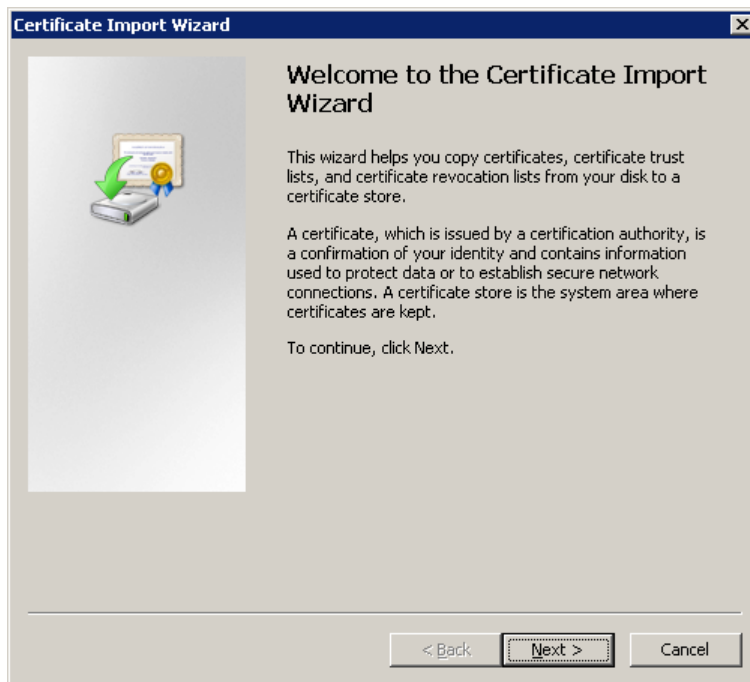 Certificate Import Wizard
Welcome to the Certificate Import
Wizard
This wizard helps you copy certificates, certificate trust
lists, and certificate revocation lists from your disk to a
certificate store.
A certificate, which is issued by a certification authority, is
a confirmation of your identity and contains information
used to protect data or to establish secure network
connections. A certificate store is the system area where
certificates are kept.
To continue, click Next.
< Back
Next >
Cancel